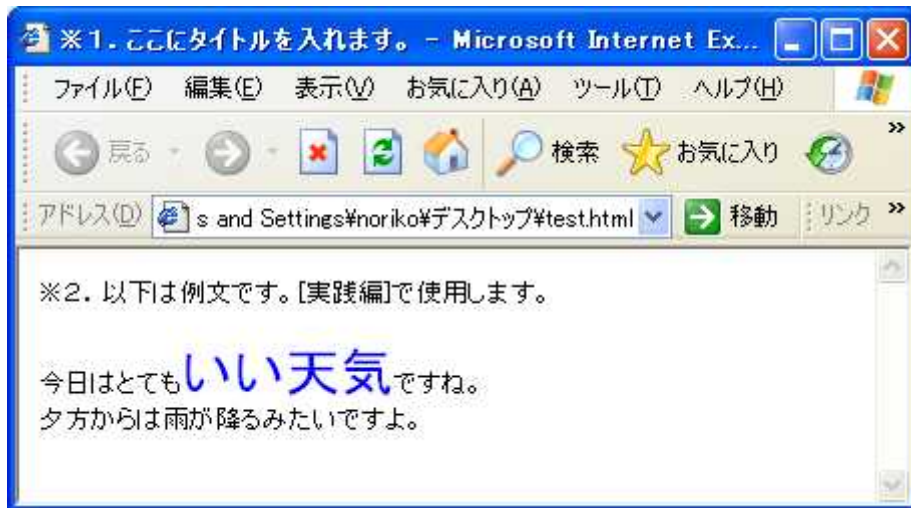 ※1．ここにタイトルを入れます。 - Microsoft Internet Ex...
ファイル(F) 編集(E) 表示(V) お気に入り(A) ツール(T) ヘルプ(H)
戻る 検索 お気に入り »
アドレス(D) s and Settings¥noriko¥デスクトップ¥test.html 移動 リンク »
※2．以下は例文です。[実践編]で使用します。
今日はとてもいい天気ですね。
夕方からは雨が降るみたいですよ。